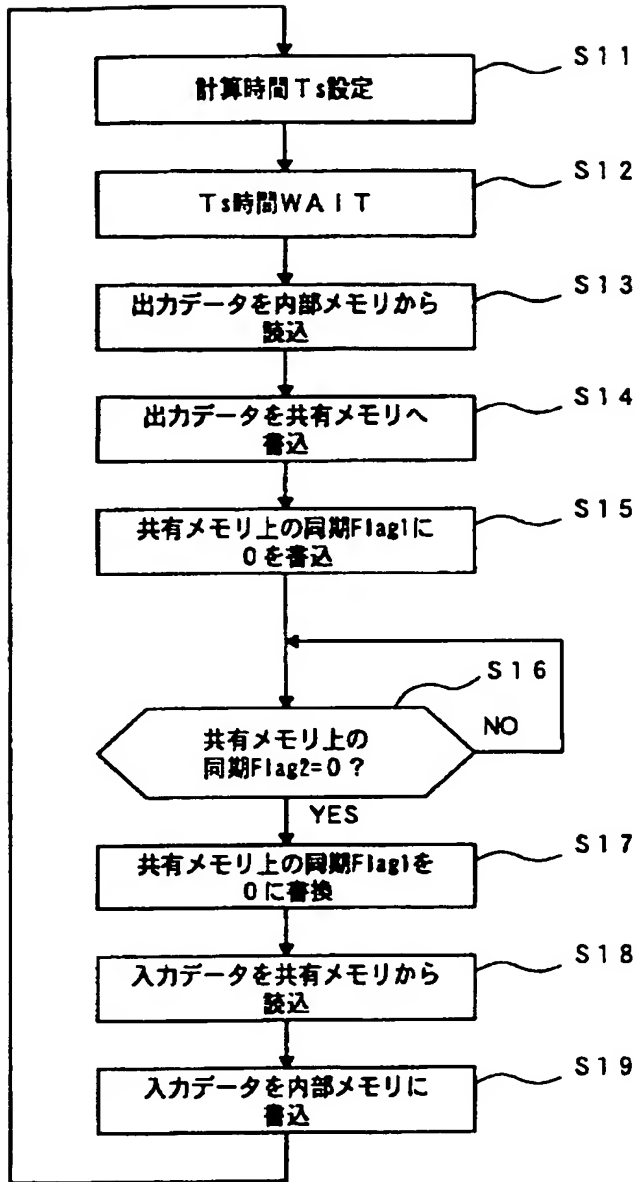 S11
計算時間Ts設定
S12
Ts時間WAIT
S13
出力データを内部メモリから
読込
S14
出力データを共有メモリへ
書込
S15
共有メモリ上の同期Flag1に
0を書込
S16
共有メモリ上の
同期Flag2=0?
NO
YES
S17
共有メモリ上の同期Flag1を
0に書換
S18
入力データを共有メモリから
読込
S19
入力データを内部メモリに
書込